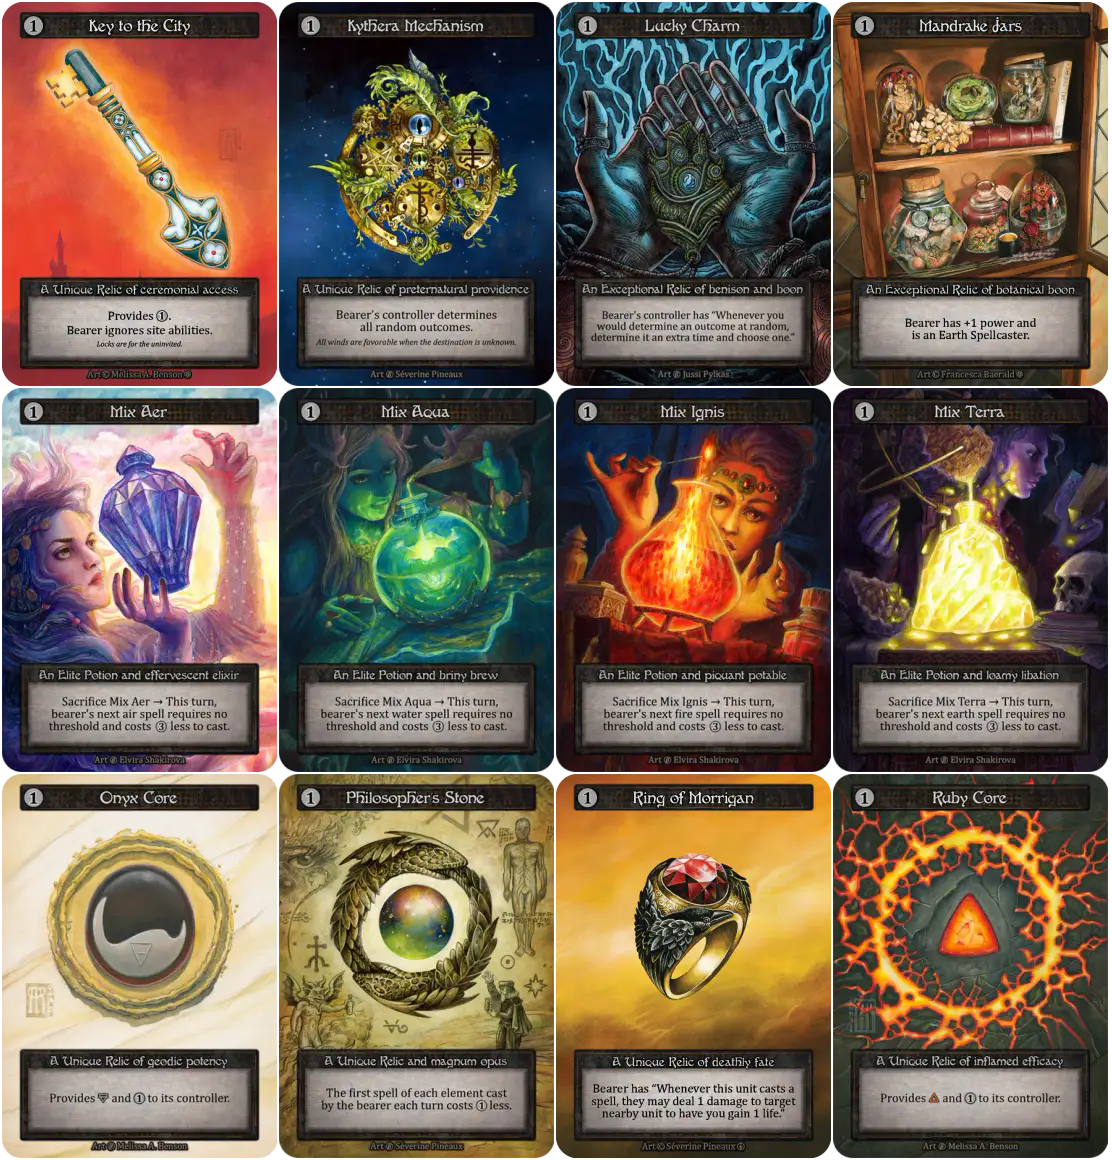 1 Key to the City
A Unique Relic of ceremonial access
Provides ①.
Bearer ignores site abilities.
Locks are for the uninvited.
Art © Melissa A. Benson
1 Kythera Mechanism
A Unique Relic of preternatural providence
Bearer's controller determines
all random outcomes.
All winds are favorable when the destination is unknown.
Art @ Séverine Pineaux
1 Lucky Charm
An Exceptional Relic of benison and boon
Bearer's controller has "Whenever you
would determine an outcome at random,
determine it an extra time and choose one."
Art @ Jussi Pylkäs
1 Mandrake Jars
An Exceptional Relic of botanical boon
Bearer has +1 power and
is an Earth Spellcaster.
Art © Francesca Baerald
1 Mix Aer
An Elite Potion and effervescent elixir
Sacrifice Mix Aer → This turn,
bearer's next air spell requires no
threshold and costs ③ less to cast.
Art @ Elvira Shakirova
1 Mix Aqua
An Elite Potion and briny brew
Sacrifice Mix Aqua → This turn,
bearer's next water spell requires no
threshold and costs ③ less to cast.
Art @ Elvira Shakirova
1 Mix Ignis
An Elite Potion and piquant potable
Sacrifice Mix Ignis → This turn,
bearer's next fire spell requires no
threshold and costs ③ less to cast.
Art @ Elvira Shakirova
1 Mix Terra
An Elite Potion and loamy libation
Sacrifice Mix Terra → This turn,
bearer's next earth spell requires no
threshold and costs ③ less to cast.
Art @ Elvira Shakirova
1 Onyx Core
A Unique Relic of geodic potency
Provides and ① to its controller.
Art @ Melissa A. Benson
1 Philosopher's Stone
A Unique Relic and magnum opus
The first spell of each element cast
by the bearer each turn costs ① less.
Art @ Séverine Pineaux
1 Ring of Morrigan
A Unique Relic of deathly fate
Bearer has "Whenever this unit casts a
spell, they may deal 1 damage to target
nearby unit to have you gain 1 life."
Art © Séverine Pineaux
1 Ruby Core
A Unique Relic of inflamed efficacy
Provides and ① to its controller.
Art @ Melissa A. Benson